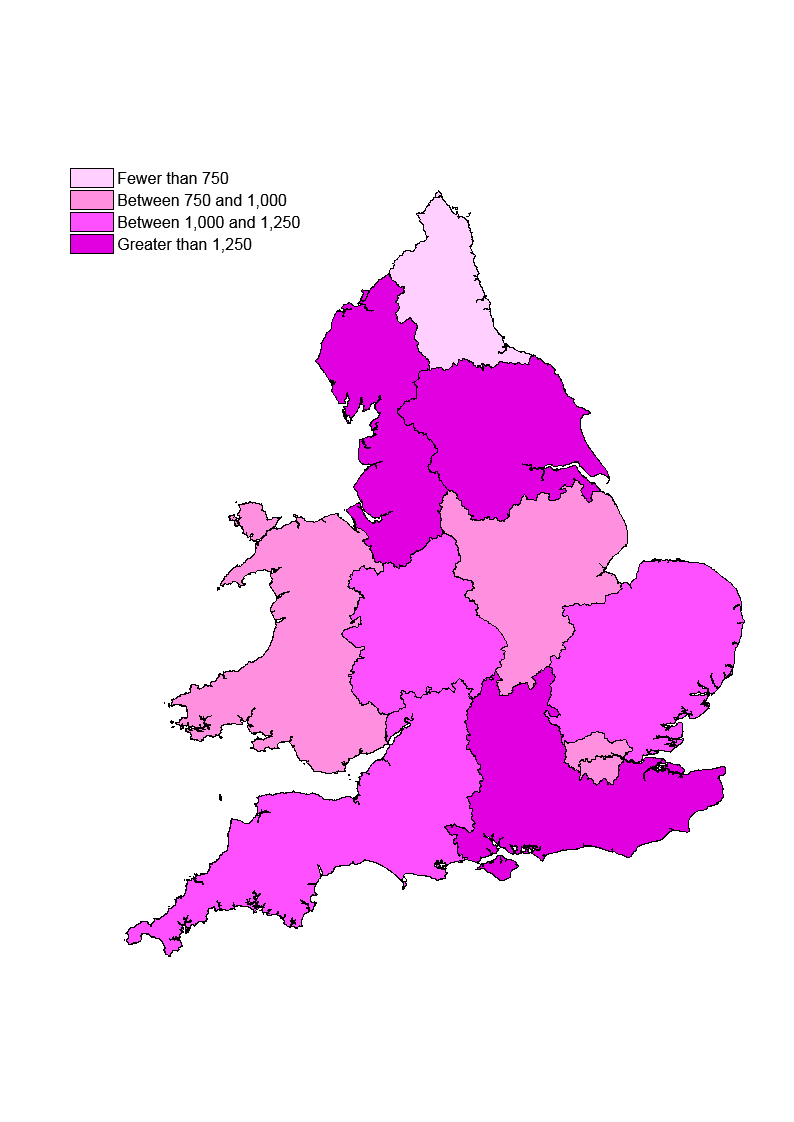 Fewer than 750
Between 750 and 1,000
Between 1,000 and 1,250
Greater than 1,250